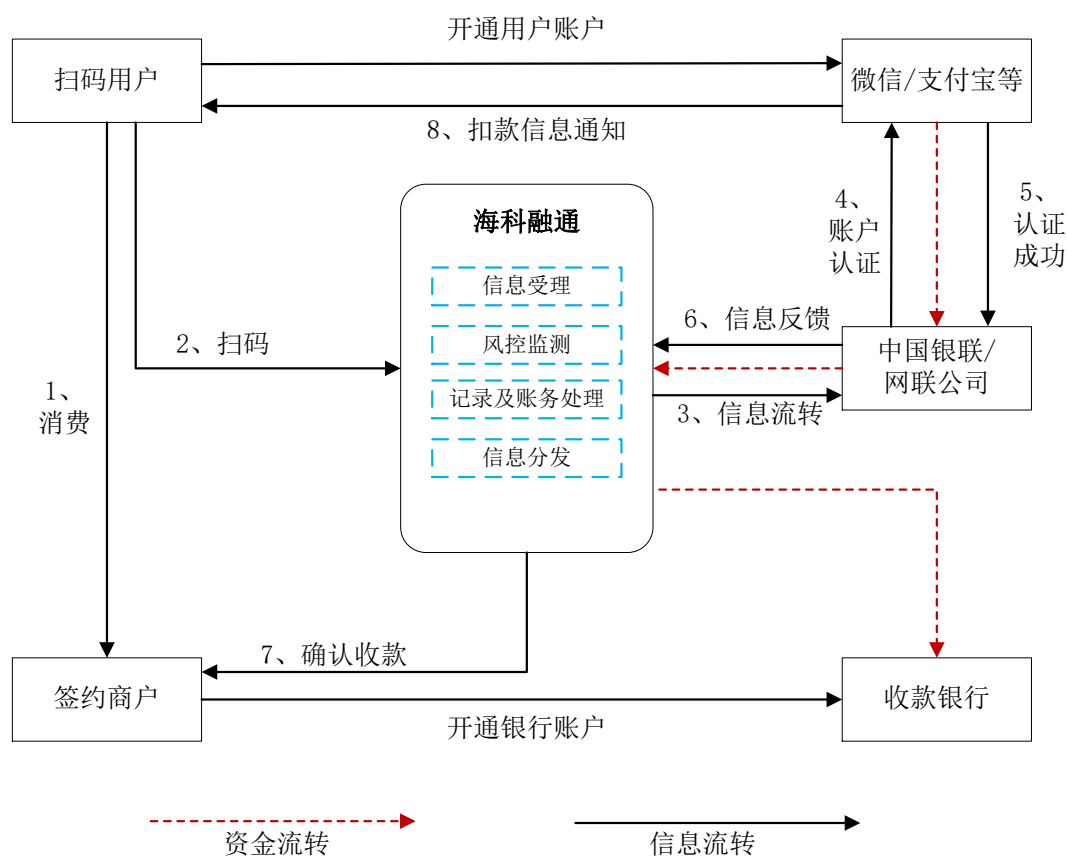 开通用户账户
扫码用户
微信/支付宝等
8、扣款信息通知
海科融通
4、
账户
认证
5、
认证
成功
信息受理
6、信息反馈
2、扫码
风控监测
中国银联/
网联公司
1、
消费
记录及账务处理
3、信息流转
信息分发
7、确认收款
签约商户
收款银行
开通银行账户
资金流转
信息流转